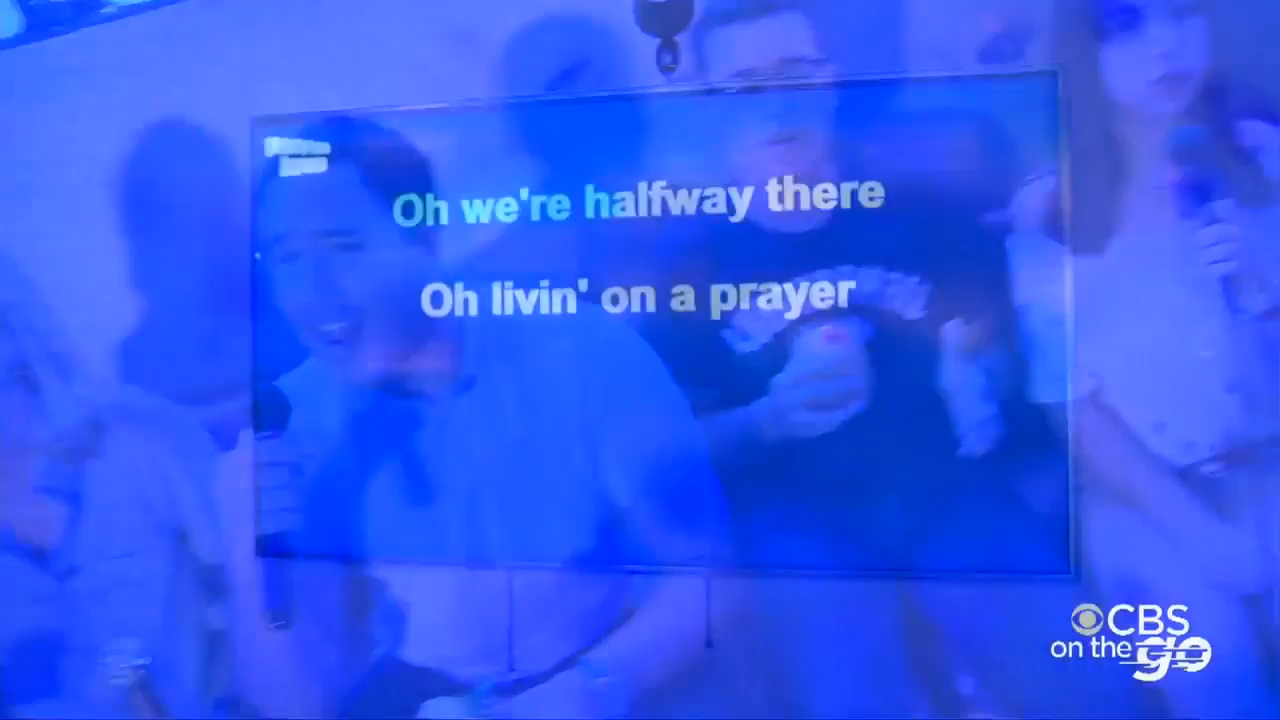 Oh we're halfway there
Oh livin' on a prayer
CBS
on the go